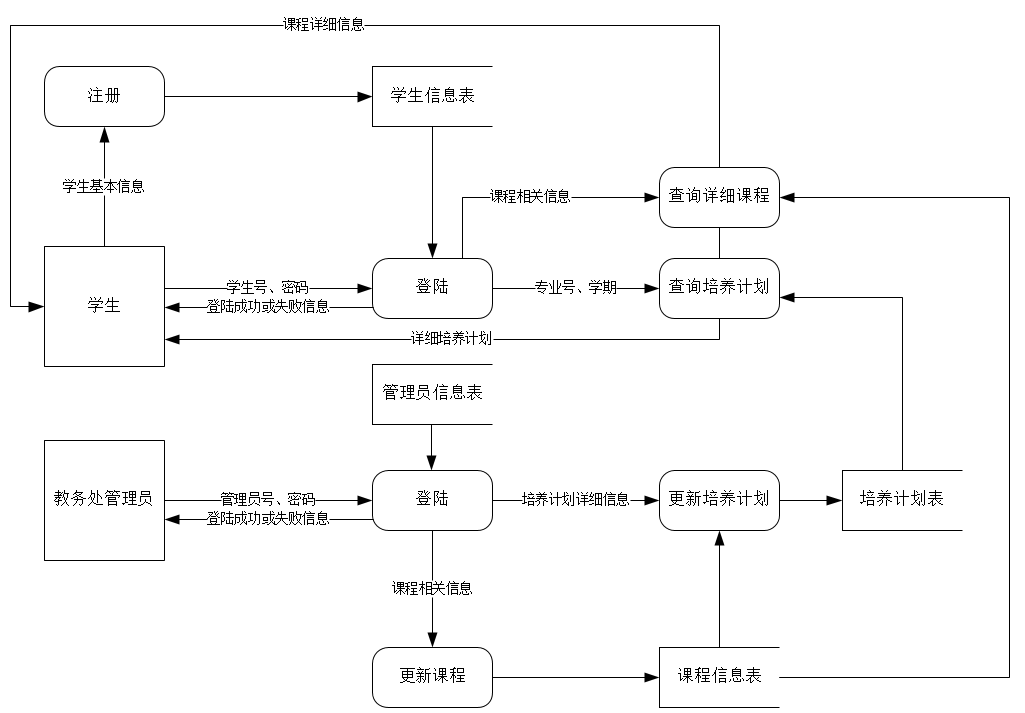 课程详细信息
注册
学生信息表
学生基本信息
课程相关信息
查询详细课程
学生
学生号、密码
登陆成功或失败信息
登陆
专业号、学期
查询培养计划
详细培养计划
管理员信息表
教务处管理员
管理员号、密码
登陆成功或失败信息
登陆
培养计划详细信息
更新培养计划
培养计划表
课程相关信息
更新课程
课程信息表